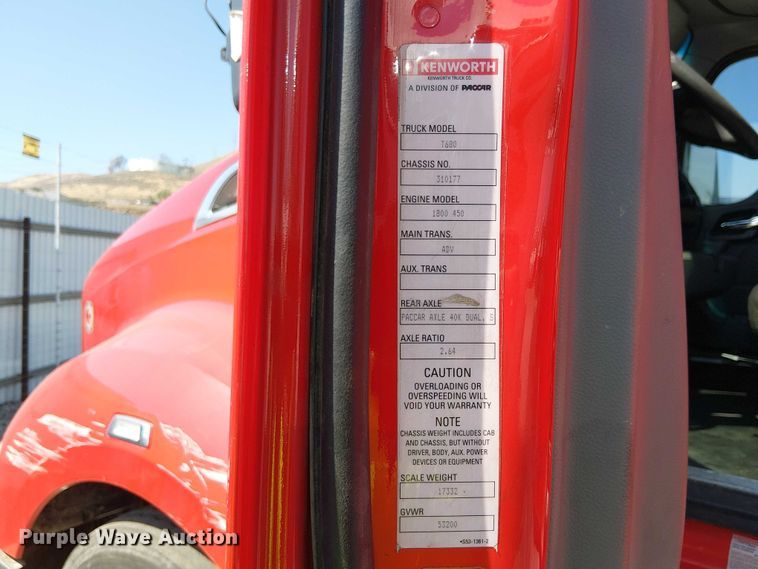 KENWORTH
KENWORTH TRUCK CO.
A DIVISION OF PACCAR
TRUCK MODEL
T680
CHASSIS NO.
310177
ENGINE MODEL
1800 450
MAIN TRANS.
ADV
AUX. TRANS
REAR AXLE
PACCAR AXLE 40K DUAL, S
AXLE RATIO
2.64
CAUTION
OVERLOADING OR
OVERSPEEDING WILL
VOID YOUR WARRANTY
NOTE
CHASSIS WEIGHT INCLUDES CAB
AND CHASSIS, BUT WITHOUT
DRIVER, BODY, AUX. POWER
DEVICES OR EQUIPMENT
SCALE WEIGHT
17332
GVWR
53200
•S53-1361-2
Purple Wave Auction®